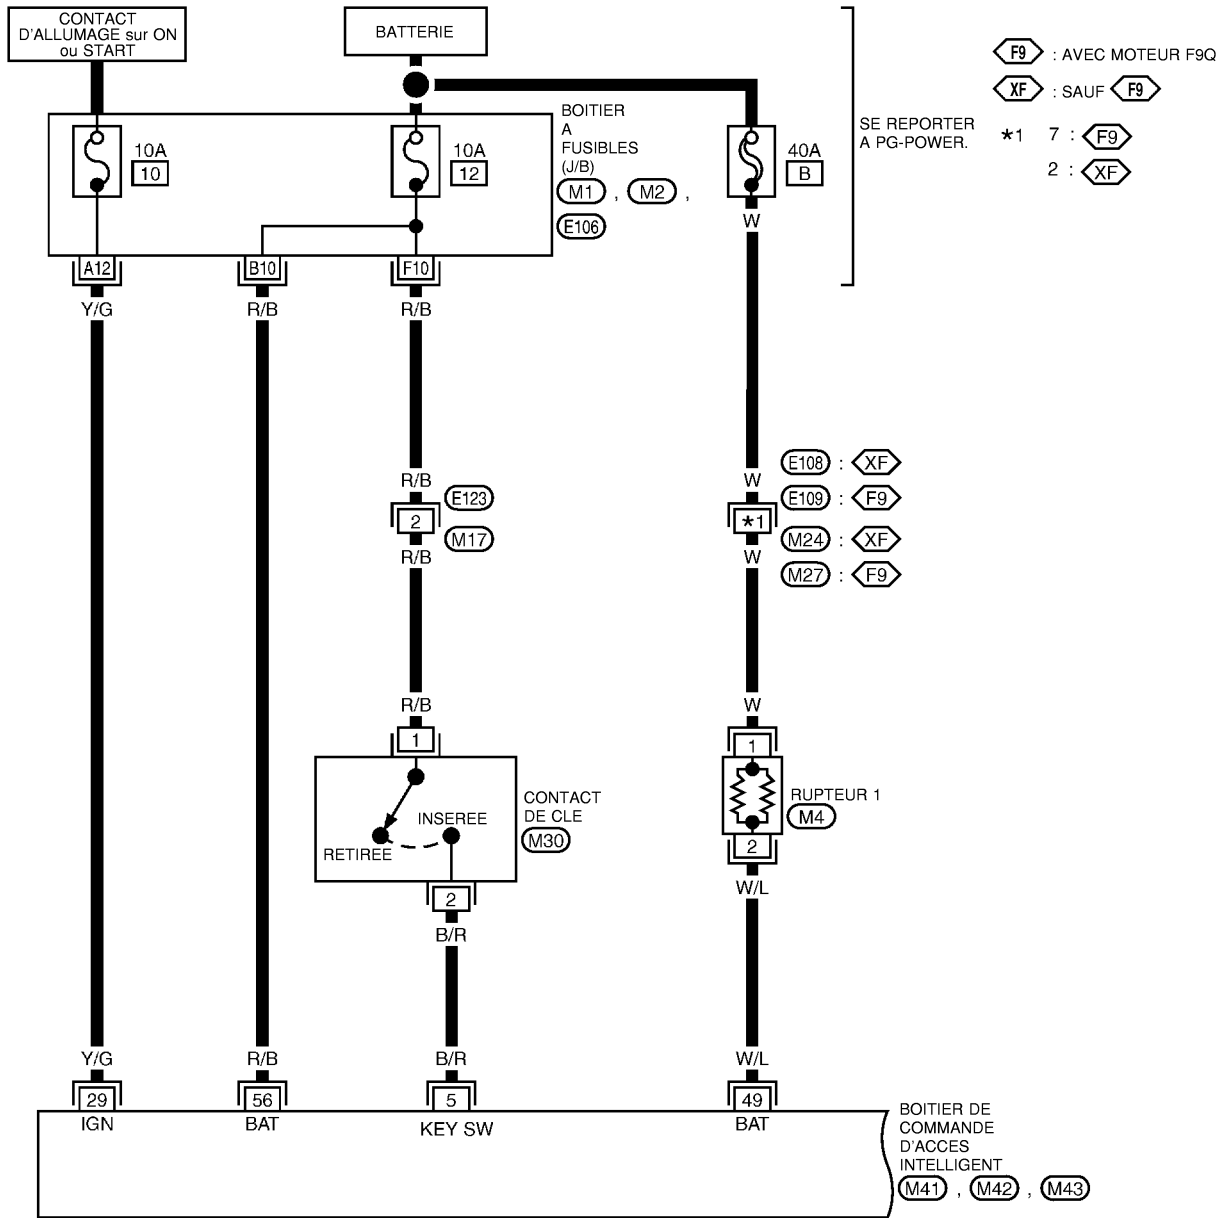 CONTACT
D'ALLUMAGE sur ON
ou START
BATTERIE
F9 : AVEC MOTEUR F9Q
XF : SAUF F9
*1 7 : F9
2 : XF
SE REPORTER
A PG-POWER.
BOITIER
A
FUSIBLES
(J/B)
M1 , M2 ,
E106
10A
10
10A
12
40A
B
W
A12
B10
F10
Y/G
R/B
R/B
R/B
E123
2
M17
R/B
W
E108 : XF
E109 : F9
*1
M24 : XF
W
M27 : F9
R/B
1
W
1
CONTACT
DE CLE
M30
INSEREE
RETIREE
RUPTEUR 1
M4
2
2
B/R
W/L
Y/G
R/B
B/R
W/L
29
56
5
49
IGN
BAT
KEY SW
BAT
BOITIER DE
COMMANDE
D'ACCES
INTELLIGENT
M41 , M42 , M43